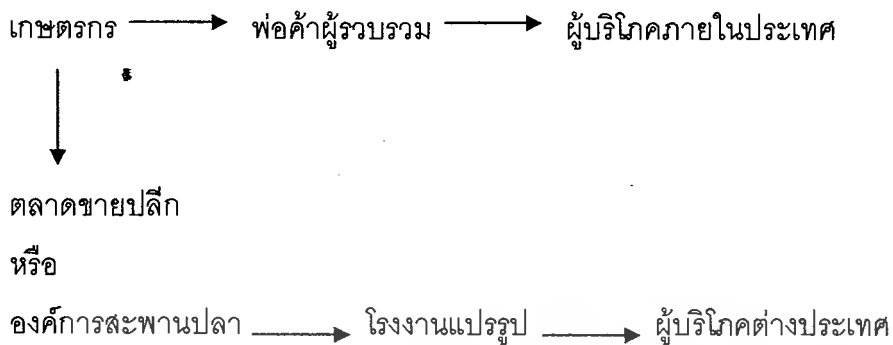 เกษตรกร พ่อค้าผู้รวบรวม ผู้บริโภคภายในประเทศ
ตลาดขายปลีก
หรือ
องค์การสะพานปลา โรงงานแปรรูป ผู้บริโภคต่างประเทศ